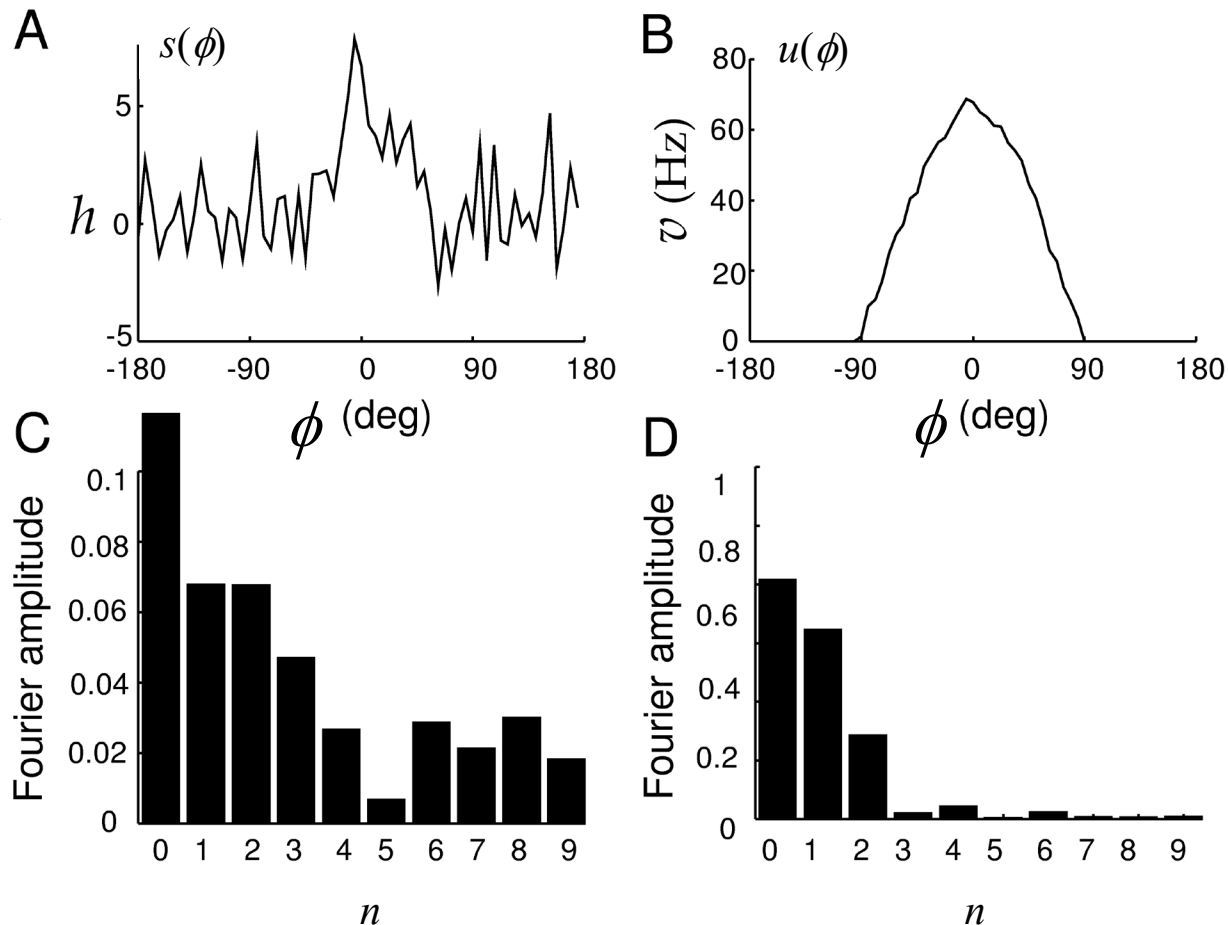 A
s(ϕ)
5
h
0
-5
-180 -90 0 90 180
ϕ (deg)
B
u(ϕ)
80
60
40
20
0
v (Hz)
-180 -90 0 90 180
ϕ (deg)
C
0.1
0.08
0.06
0.04
0.02
0
Fourier amplitude
0 1 2 3 4 5 6 7 8 9
n
D
1
0.8
0.6
0.4
0.2
0
Fourier amplitude
0 1 2 3 4 5 6 7 8 9
n